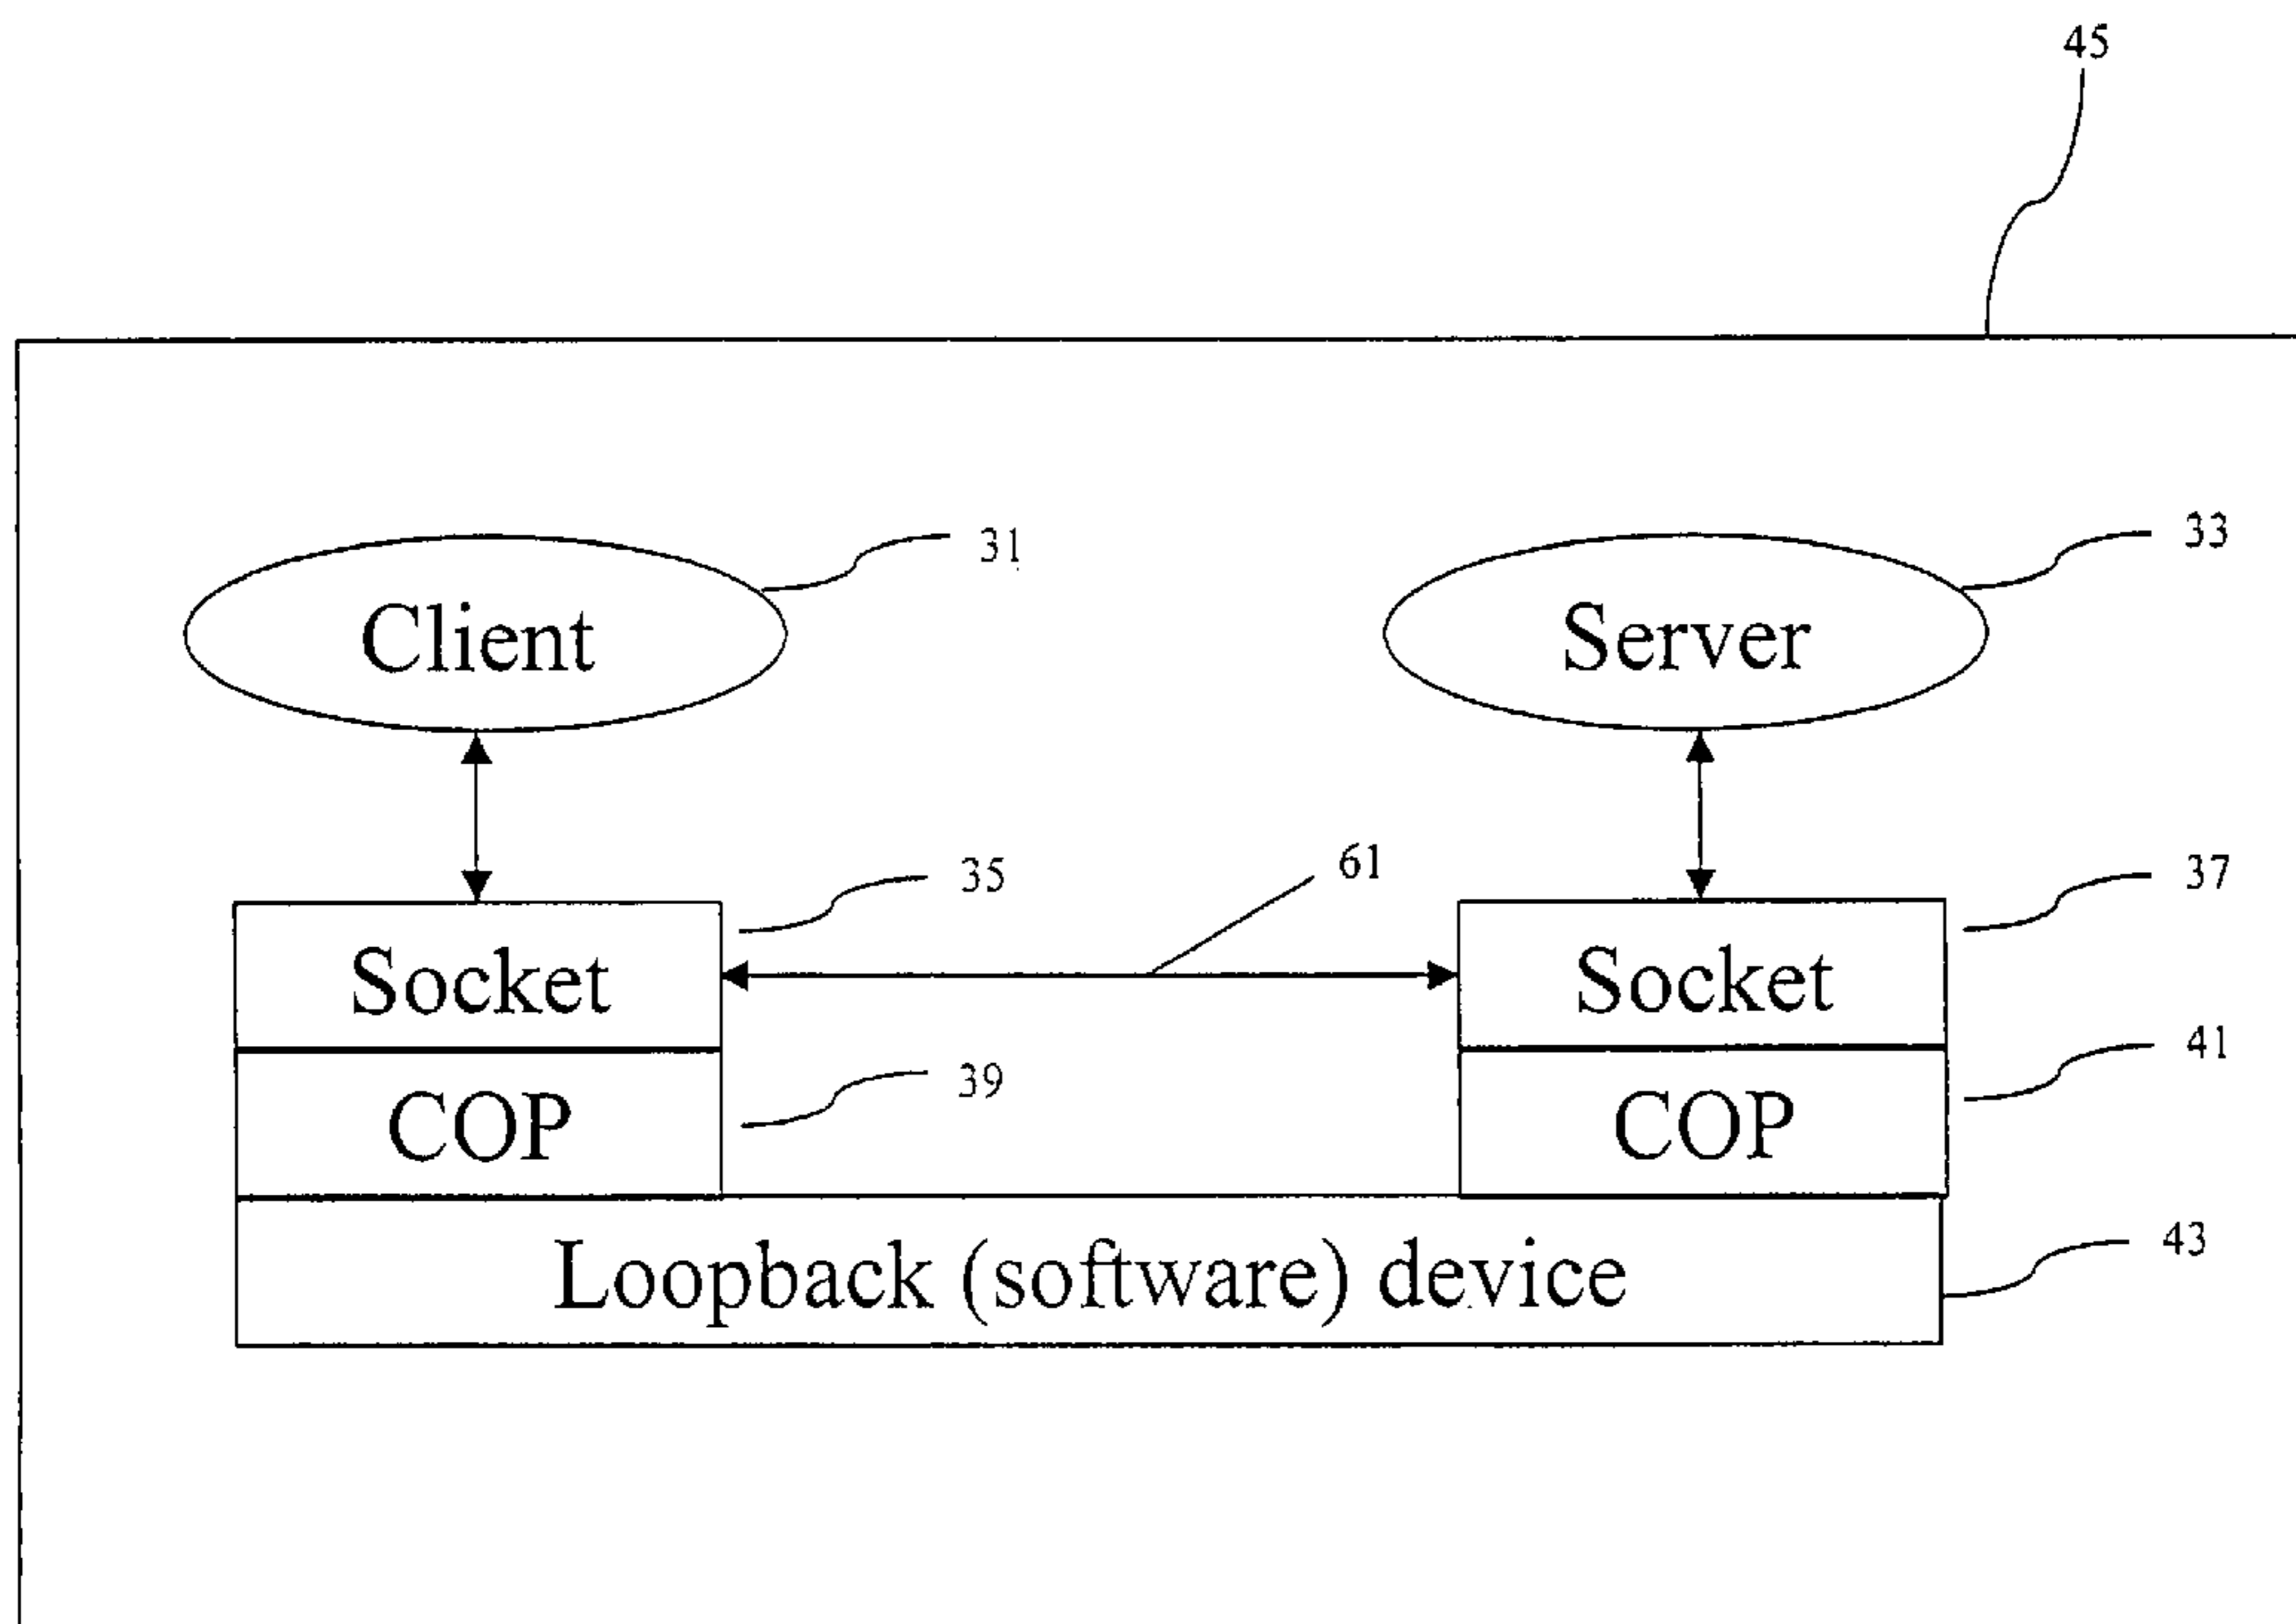 45
31
33
Client
Server
35
61
37
Socket
Socket
39
41
COP
COP
43
Loopback (software) device